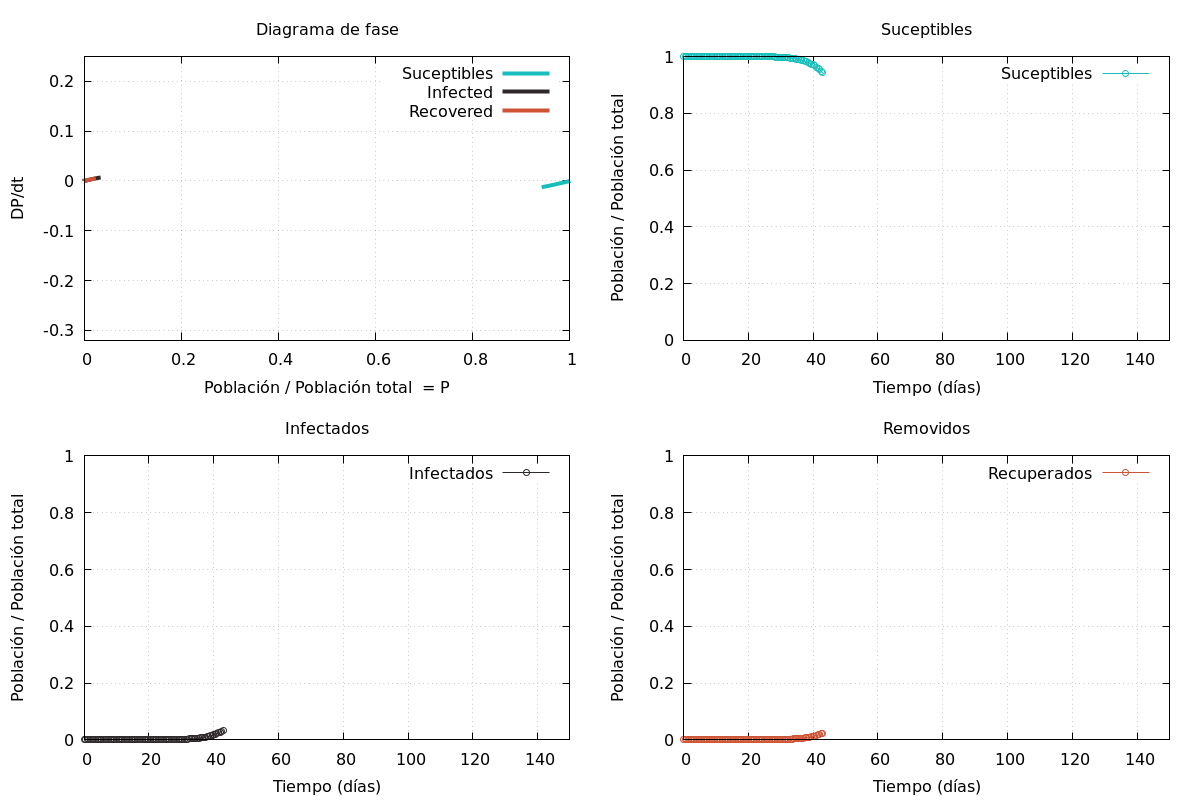 Diagrama de fase
Suceptibles
Infected
Recovered
0.2
0.1
0
-0.1
-0.2
-0.3
DP/dt
0 0.2 0.4 0.6 0.8 1
Población / Población total = P
Suceptibles
Suceptibles
1
0.8
0.6
0.4
0.2
0
Población / Población total
0 20 40 60 80 100 120 140
Tiempo (días)
Infectados
Infectados
1
0.8
0.6
0.4
0.2
0
Población / Población total
0 20 40 60 80 100 120 140
Tiempo (días)
Removidos
Recuperados
1
0.8
0.6
0.4
0.2
0
Población / Población total
0 20 40 60 80 100 120 140
Tiempo (días)